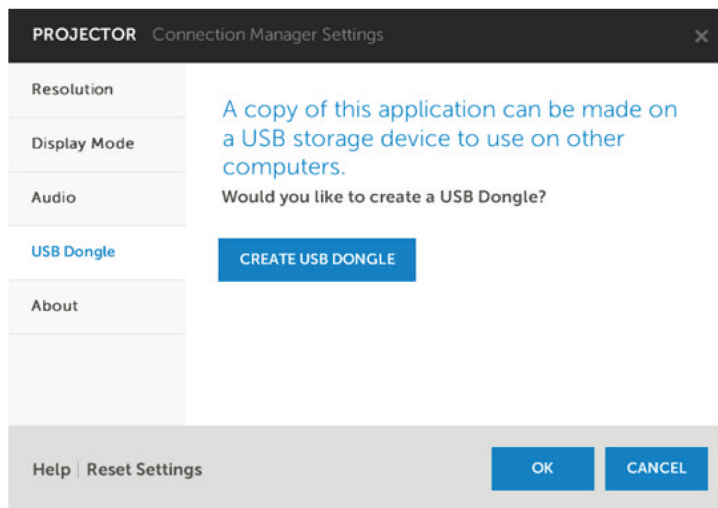 PROJECTOR Connection Manager Settings ×
Resolution
Display Mode
Audio
USB Dongle
About
A copy of this application can be made on
a USB storage device to use on other
computers.
Would you like to create a USB Dongle?
CREATE USB DONGLE
Help | Reset Settings
OK
CANCEL